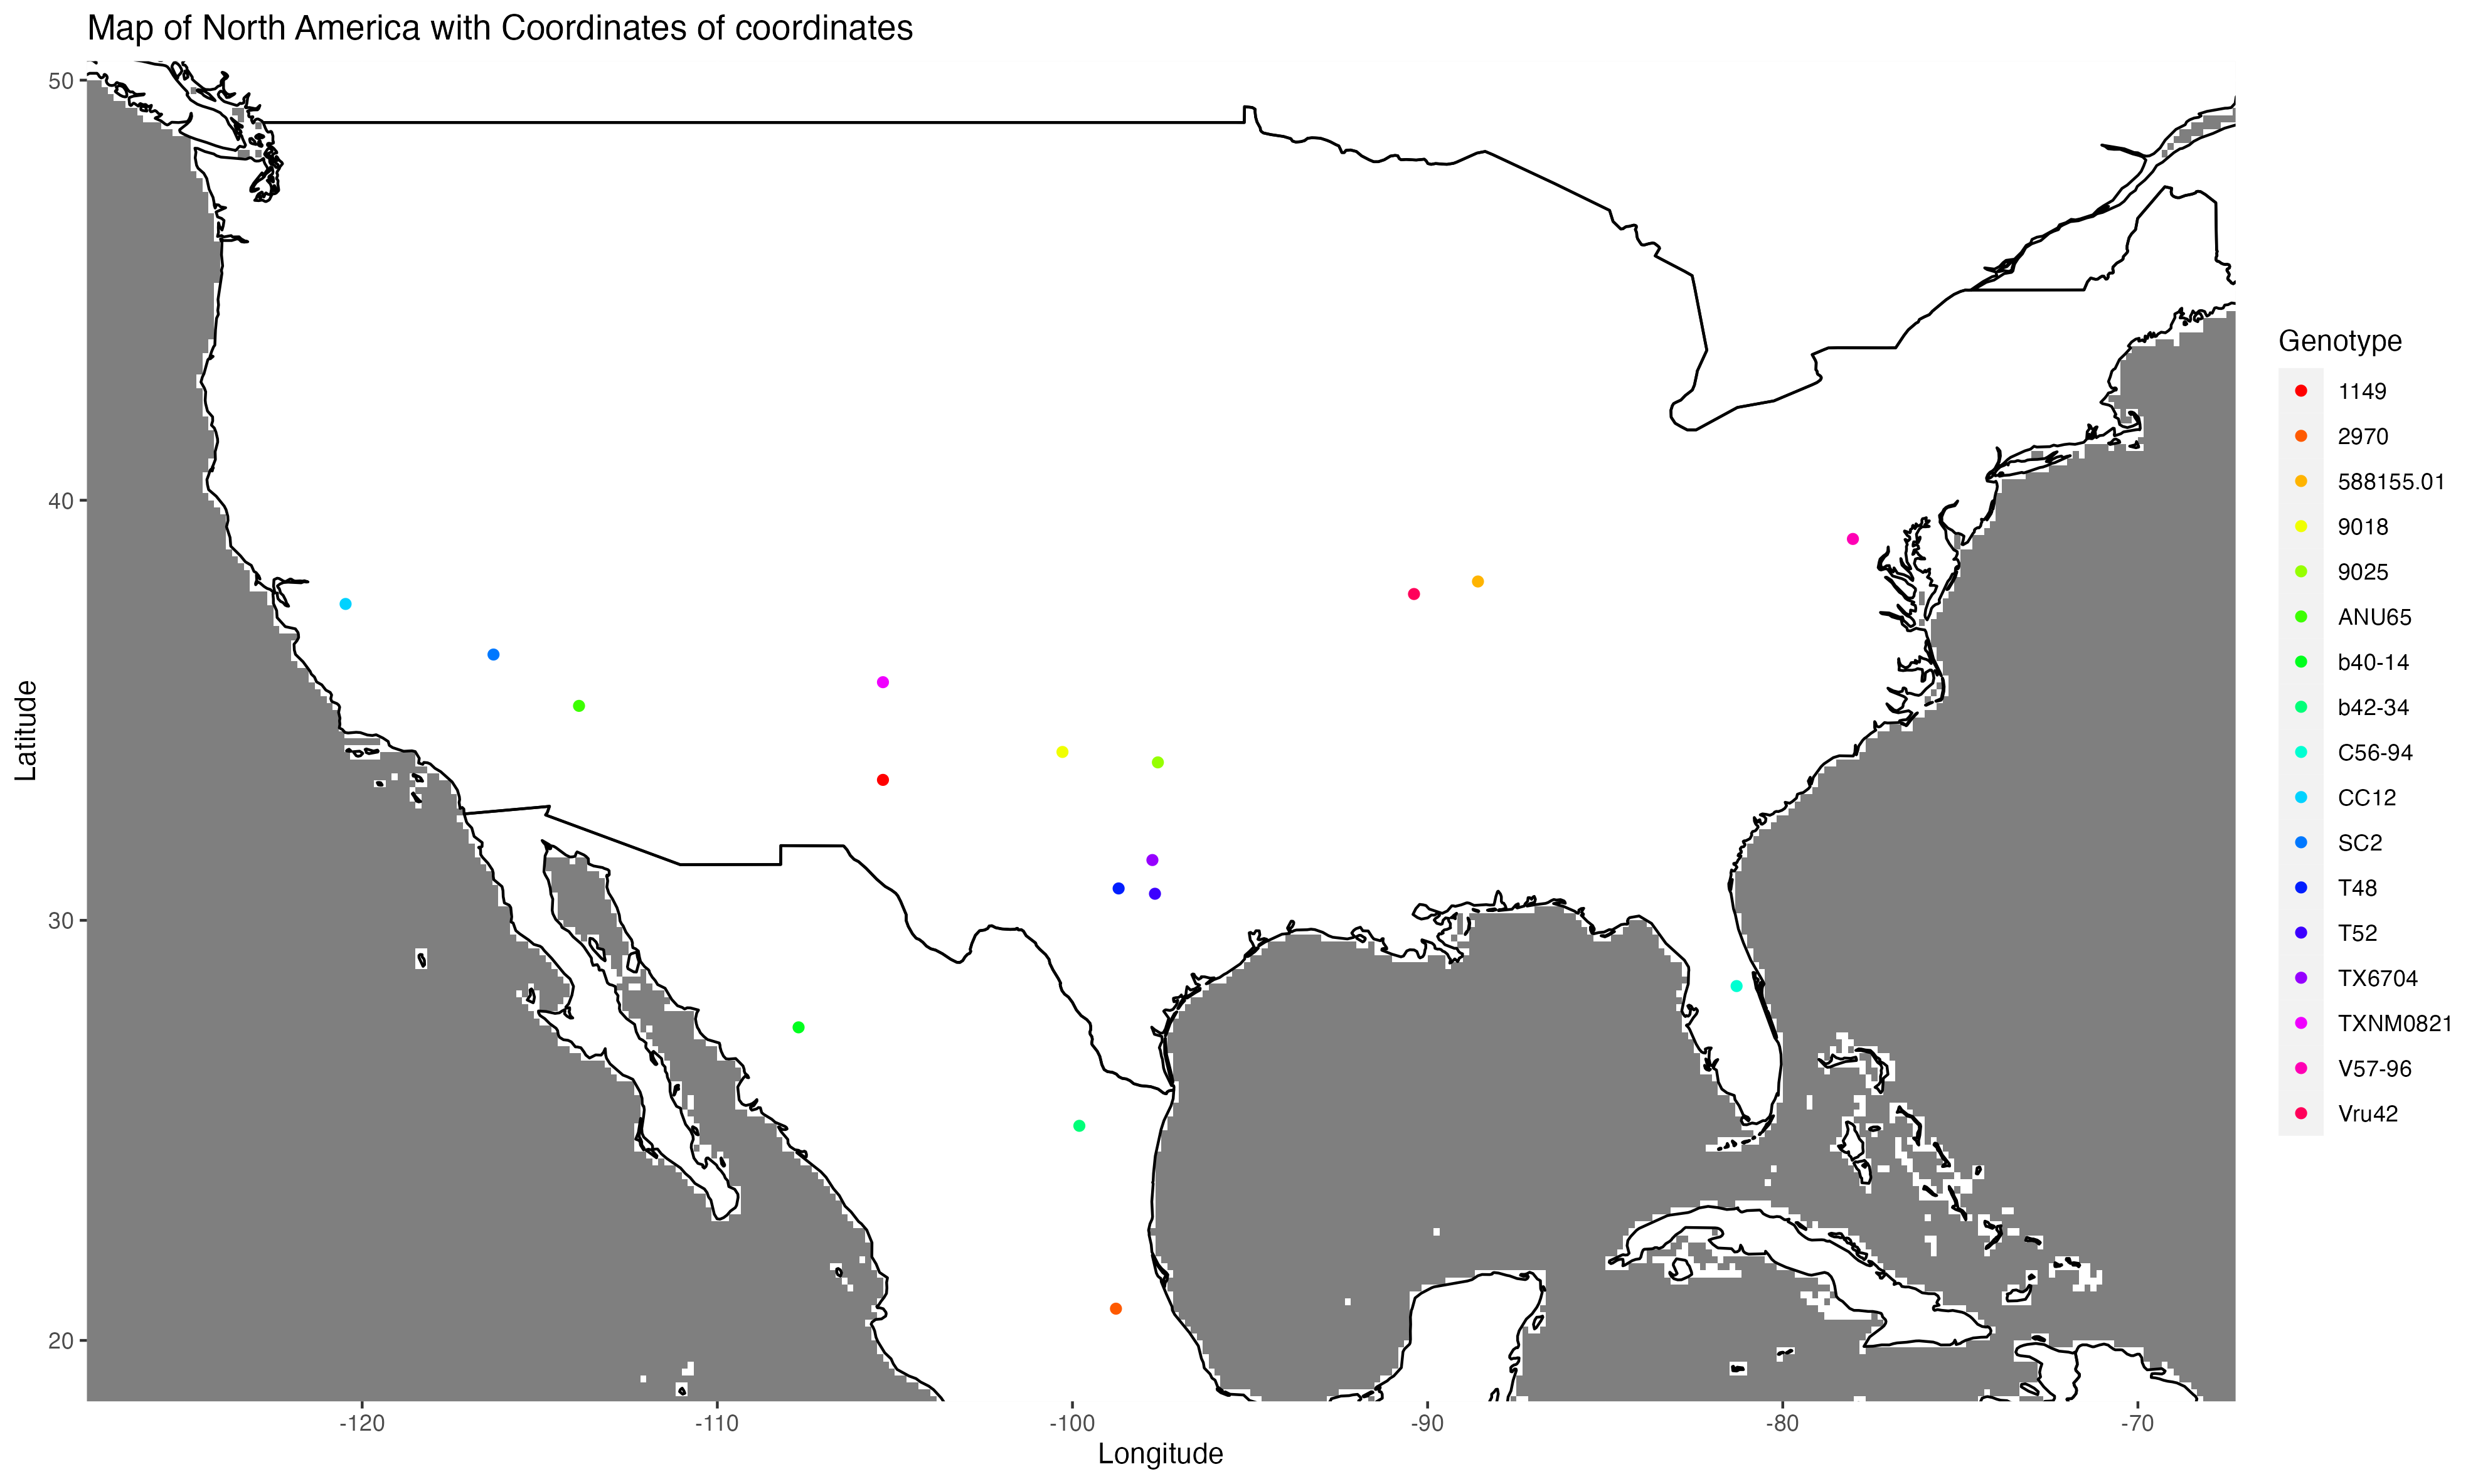 Map of North America with Coordinates of coordinates
50
40
30
20
Latitude
-120
-110
-100
-90
-80
-70
Longitude
Genotype
1149
2970
588155.01
9018
9025
ANU65
b40-14
b42-34
C56-94
CC12
SC2
T48
T52
TX6704
TXNM0821
V57-96
Vru42